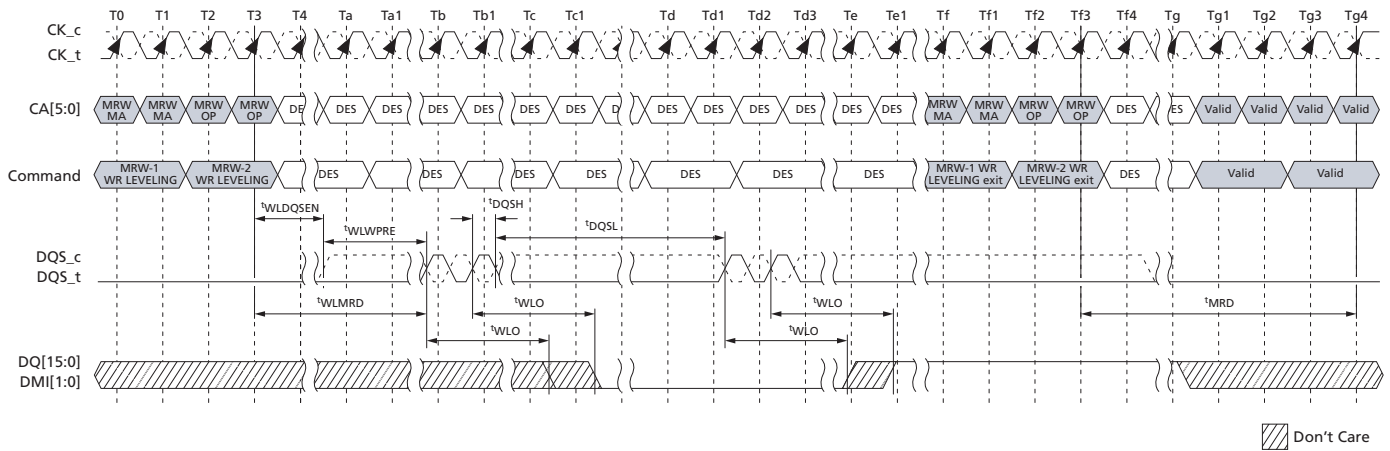 T0 T1 T2 T3 T4 Ta Ta1 Tb Tb1 Tc Tc1 Td Td1 Td2 Td3 Te Te1 Tf Tf1 Tf2 Tf3 Tf4 Tg Tg1 Tg2 Tg3 Tg4
CK_c
CK_t
CA[5:0] MRW MA MRW MA MRW OP MRW OP DE DES DES DES DES DES DES D DES DES DES DES DES DES MRW MA MRW MA MRW OP MRW OP DES ES Valid Valid Valid Valid
Command MRW-1 WR LEVELING MRW-2 WR LEVELING DES DES DES DES DES DES DES DES MRW-1 WR LEVELING exit MRW-2 WR LEVELING exit DES Valid Valid
tWLDQSEN tDQSH
tWLWPRE tDQSL
DQS_c
DQS_t
tWLMRD tWLO tWLO tMRD
tWLO tWLO
DQ[15:0]
DMI[1:0]
Don't Care